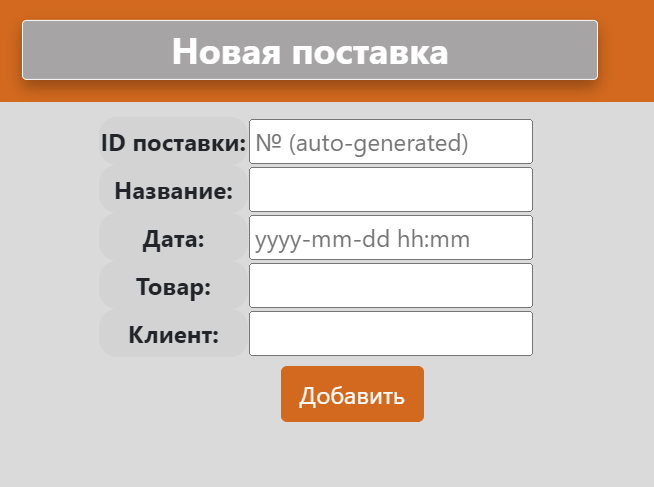 Новая поставка
ID поставки: № (auto-generated)
Название:
Дата: yyyy-mm-dd hh:mm
Товар:
Клиент:
Добавить